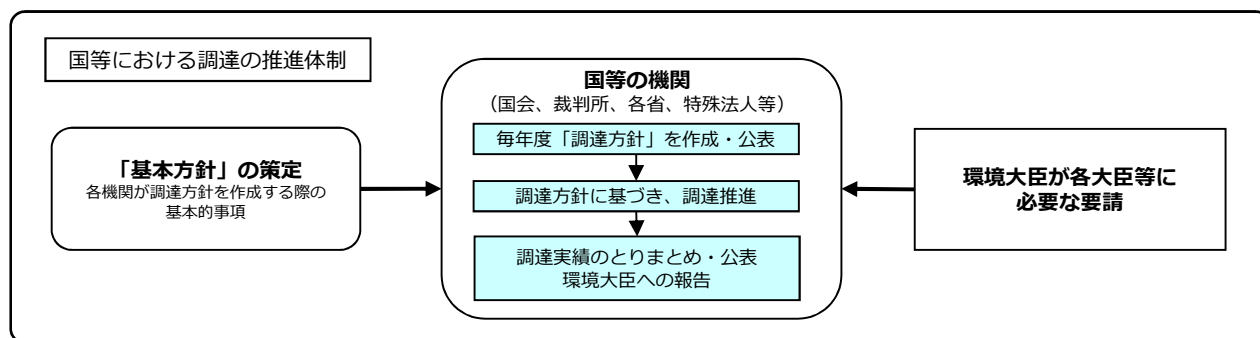 国等における調達の推進体制
「基本方針」の策定
各機関が調達方針を作成する際の
基本的事項
国等の機関
（国会、裁判所、各省、特殊法人等）
毎年度「調達方針」を作成・公表
調達方針に基づき、調達推進
調達実績のとりまとめ・公表
環境大臣への報告
環境大臣が各大臣等に
必要な要請